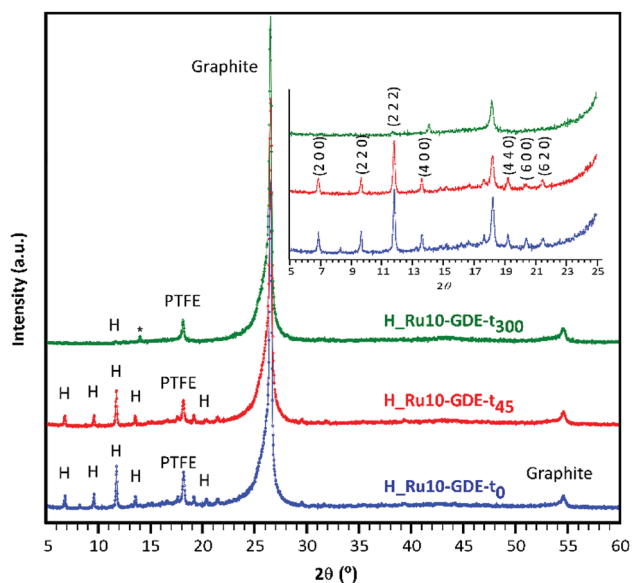 Graphite
(2 0 0)
(2 2 0)
(2 2 2)
(4 0 0)
(4 4 0)
(6 0 0)
(6 2 0)
5 7 9 11 13 15 17 19 21 23 25
2θ
Intensity (a.u.)
H * PTFE
H_Ru10-GDE-t300
H H H H PTFE H
H_Ru10-GDE-t45
H H H H PTFE H
H_Ru10-GDE-t0
Graphite
5 10 15 20 25 30 35 40 45 50 55 60
2θ (°)